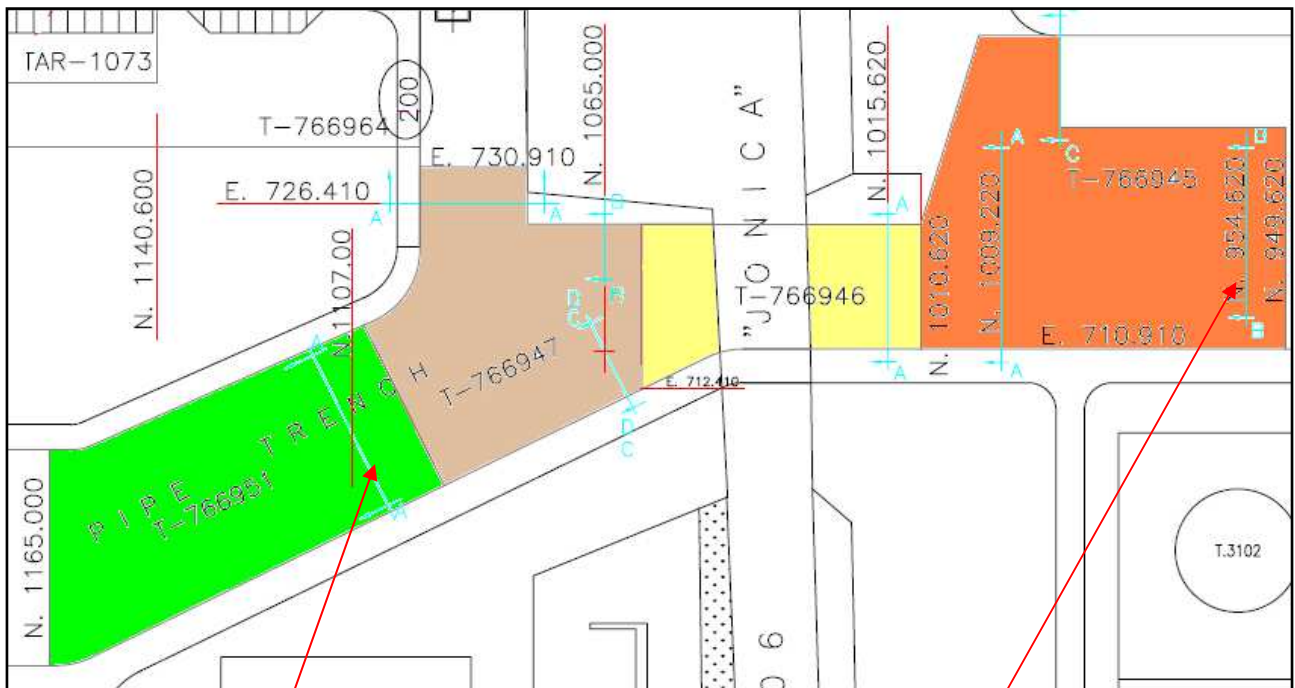 TAR-1073
200
T-766964
N. 1065.000
"JONICA"
N. 1015.620
N. 1140.600
E. 730.910
E. 726.410
A
A
B
A
A
C
B
T-766945
N. 1107.00
N. 1009.220
N. 954.620
N. 949.620
1010.620
N.
D
C
B
T-766946
E. 710.910
A
T-766947
E. 712.410
A
A
B
D
C
PIPE TRENCH
T-766951
A
N. 1165.000
T.3102
06